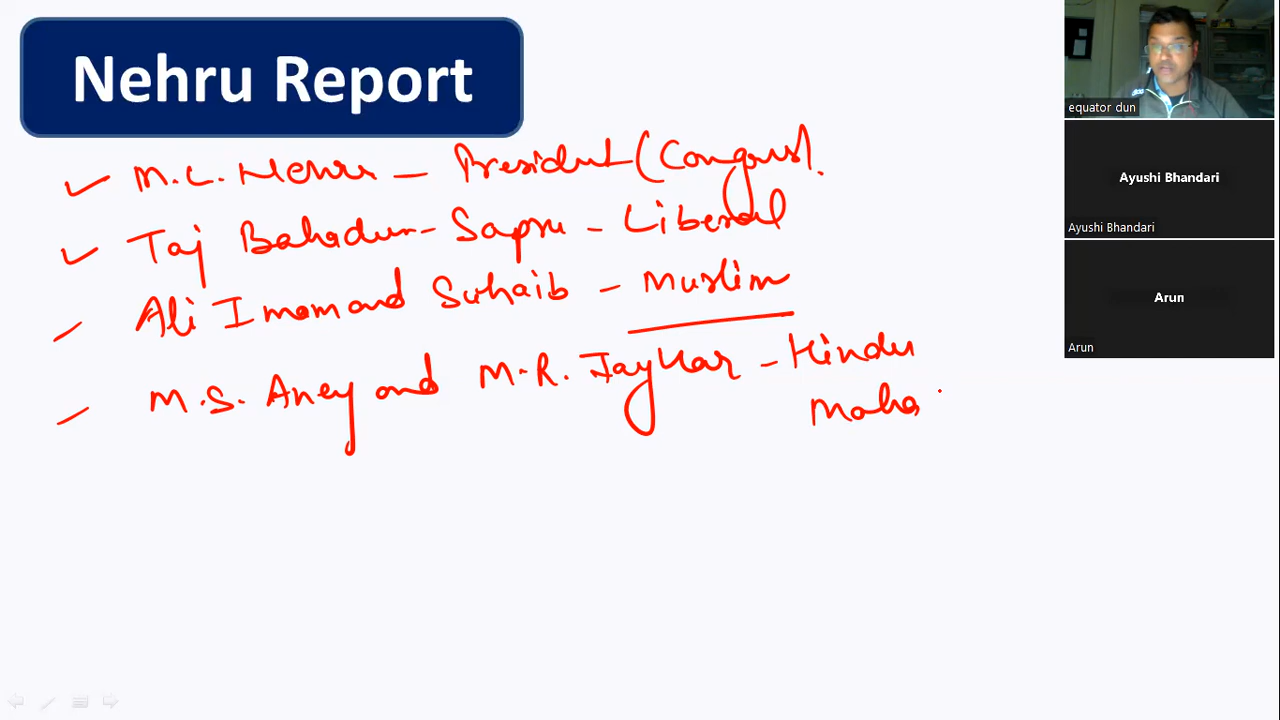 Nehru Report
M.L. Nehru - President (Congress).
Taj Bahadur - Sapru - Liberal
Ali Imam and Suhaib - Muslim
M.S. Aney and M.R. Jaykar - Hindu
Maha
equator dun
Ayushi Bhandari
Ayushi Bhandari
Arun
Arun